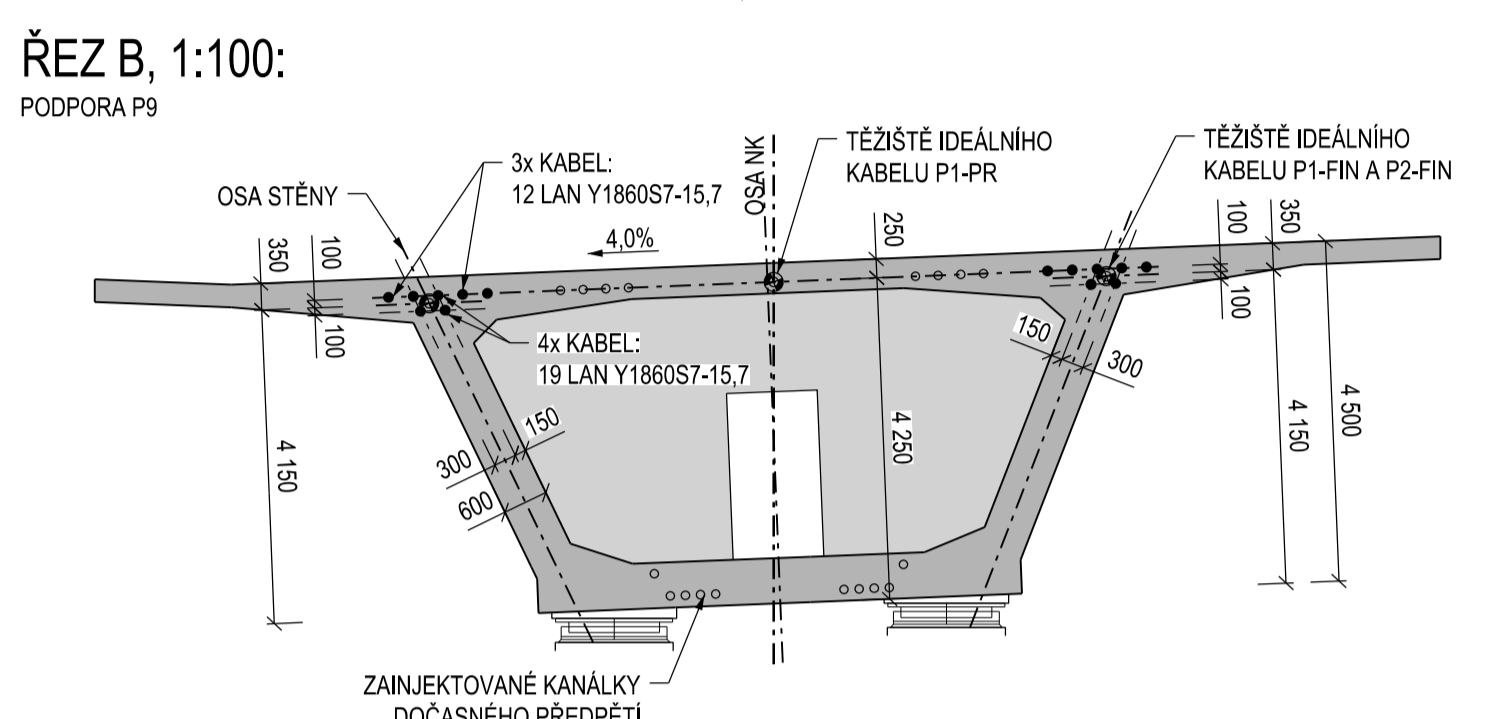 ŘEZ B, 1:100:
PODPORA P9
OSA STĚNY
3x KABEL:
12 LAN Y1860S7-15,7
4,0%
OSA NK
TĚŽIŠTĚ IDEÁLNÍHO
KABELU P1-PR
TĚŽIŠTĚ IDEÁLNÍHO
KABELU P1-FIN A P2-FIN
350
100
100
250
100
350
100
4x KABEL:
19 LAN Y1860S7-15,7
150
300
150
300
600
4 150
4 250
4 150
4 500
ZAINJEKTOVANÉ KANÁLKY
DOČASNÉHO PŘEDPĚTÍ